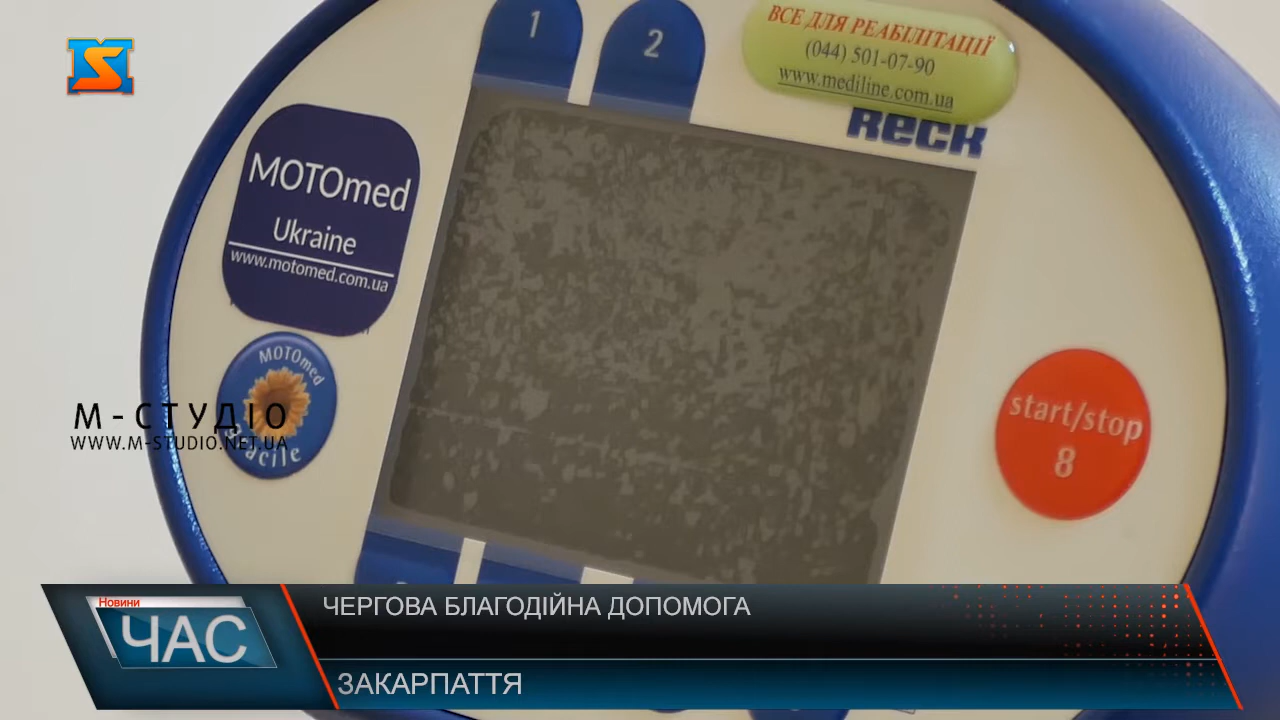 1
2
ВСЕ ДЛЯ РЕАБІЛІТАЦІЇ
(044) 501-07-90
www.mediline.com.ua
RECK
MOTOmed
Ukraine
www.motomed.com.ua
MOTOmed
М-СТУДІО
WWW.M-STUDIO.NET.UA
start/stop
8
Новини
ЧАС
ЧЕРГОВА БЛАГОДІЙНА ДОПОМОГА
ЗАКАРПАТТЯ